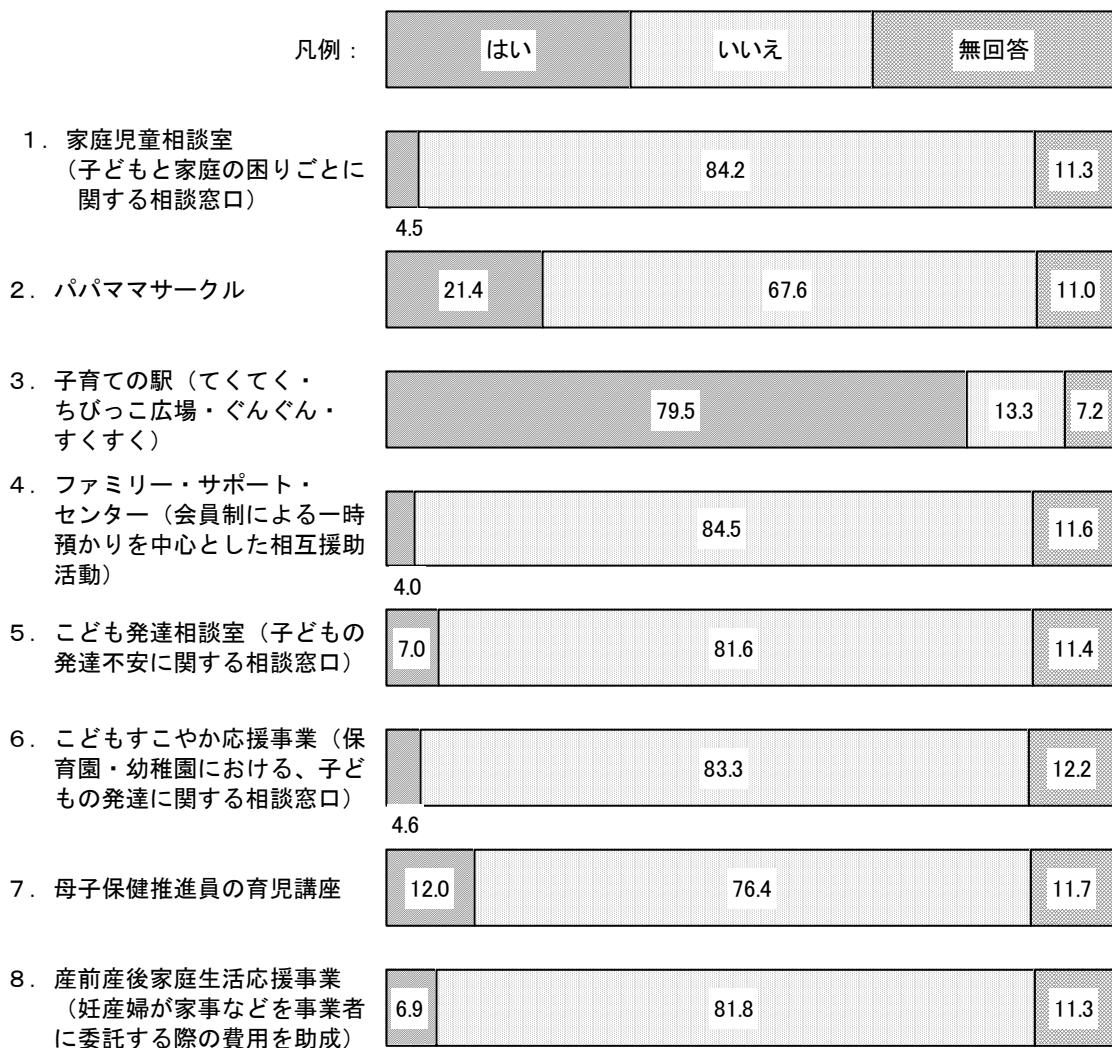 凡例：
はい
いいえ
無回答
１．家庭児童相談室
（子どもと家庭の困りごとに
関する相談窓口）
84.2
11.3
4.5
２．パパママサークル
21.4
67.6
11.0
３．子育ての駅（てくてく・
ちびっこ広場・ぐんぐん・
すくすく）
79.5
13.3
7.2
４．ファミリー・サポート・
センター（会員制による一時
預かりを中心とした相互援助
活動）
84.5
11.6
4.0
５．こども発達相談室（子どもの
発達不安に関する相談窓口）
7.0
81.6
11.4
６．こどもすこやか応援事業（保
育園・幼稚園における、子ど
もの発達に関する相談窓口）
83.3
12.2
4.6
７．母子保健推進員の育児講座
12.0
76.4
11.7
８．産前産後家庭生活応援事業
（妊産婦が家事などを事業者
に委託する際の費用を助成）
6.9
81.8
11.3